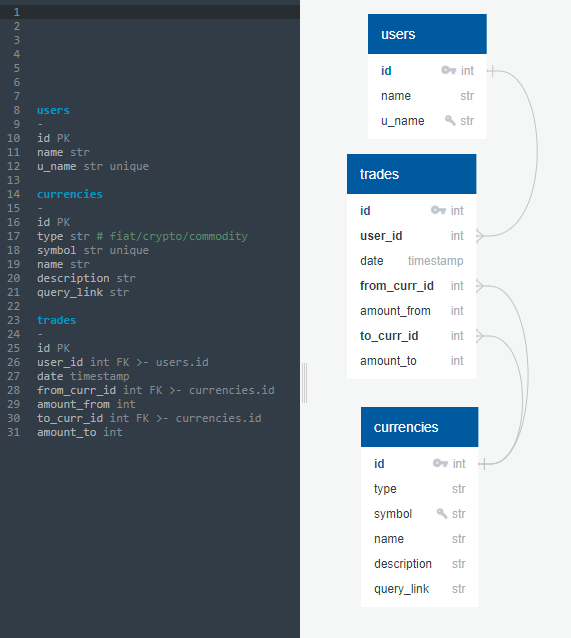 1
2
3
4
5
6
7
8 users
9 -
10 id PK
11 name str
12 u_name str unique
13
14 currencies
15 -
16 id PK
17 type str # fiat/crypto/commodity
18 symbol str unique
19 name str
20 description str
21 query_link str
22
23 trades
24 -
25 id PK
26 user_id int FK >- users.id
27 date timestamp
28 from_curr_id int FK >- currencies.id
29 amount_from int
30 to_curr_id int FK >- currencies.id
31 amount_to int
users
id int
name str
u_name str
trades
id int
user_id int
date timestamp
from_curr_id int
amount_from int
to_curr_id int
amount_to int
currencies
id int
type str
symbol str
name str
description str
query_link str